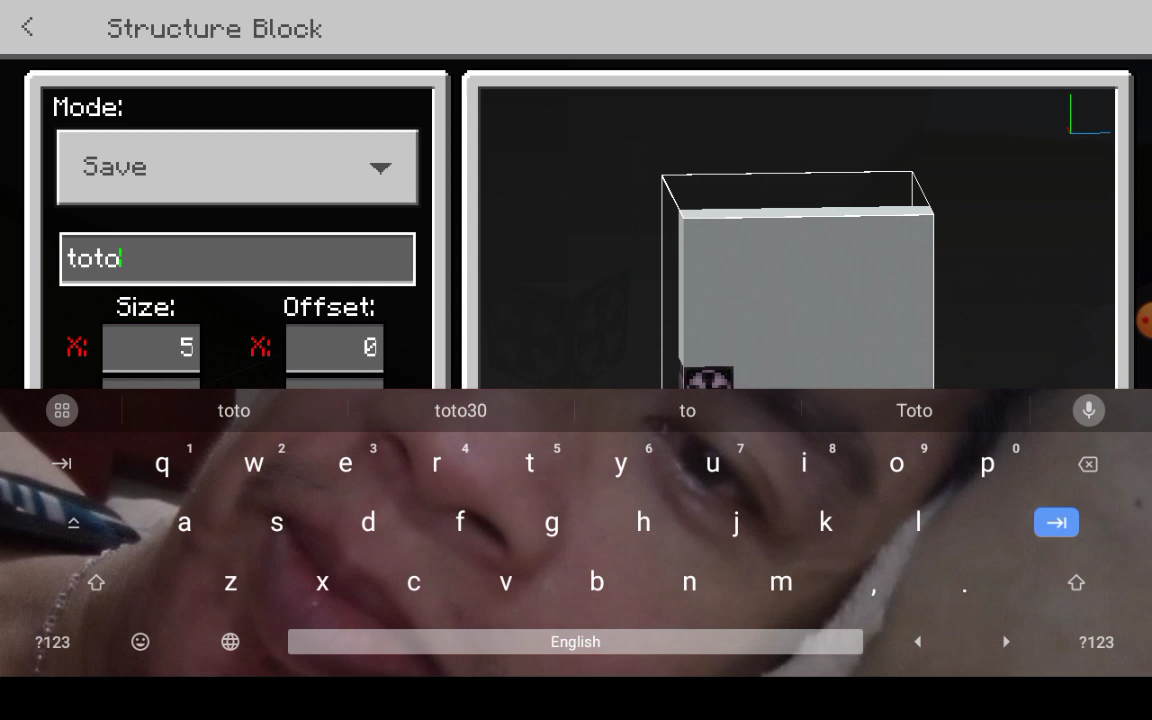 Structure Block
Mode:
Save
toto
Size: Offset:
X: 5 X: 0
toto toto30 to Toto
q 1 w 2 e 3 r 4 t 5 y 6 u 7 i 8 o 9 p 0
a s d f g h j k l
z x c v b n m , .
?123 English ?123